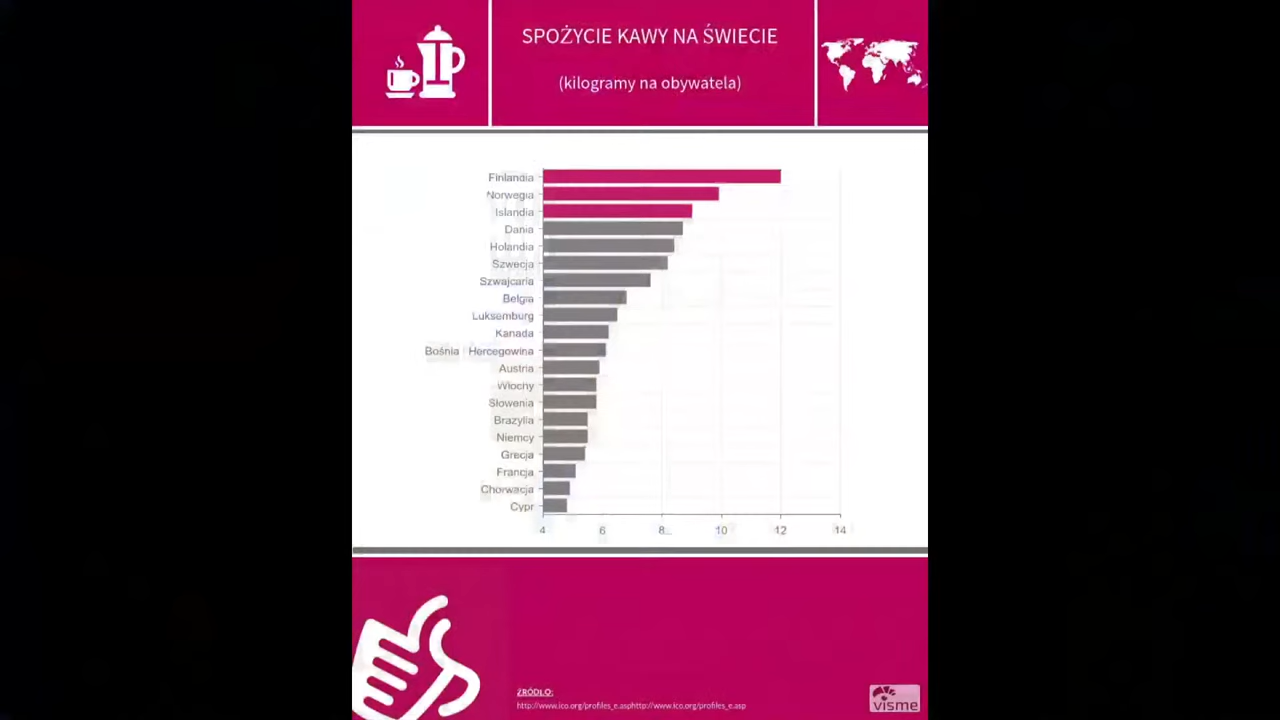 SPOŻYCIE KAWY NA ŚWIECIE
(kilogramy na obywatela)
Finlandia
Norwegia
Islandia
Dania
Holandia
Szwecja
Szwajcaria
Belgia
Luksemburg
Kanada
Bośnia i Hercegowina
Austria
Włochy
Słowenia
Brazylia
Niemcy
Grecja
Francja
Chorwacja
Cypr
4 6 8 10 12 14
ŹRÓDŁO:
http://www.ico.org/profiles_e.asphttp://www.ico.org/profiles_e.asp
visme